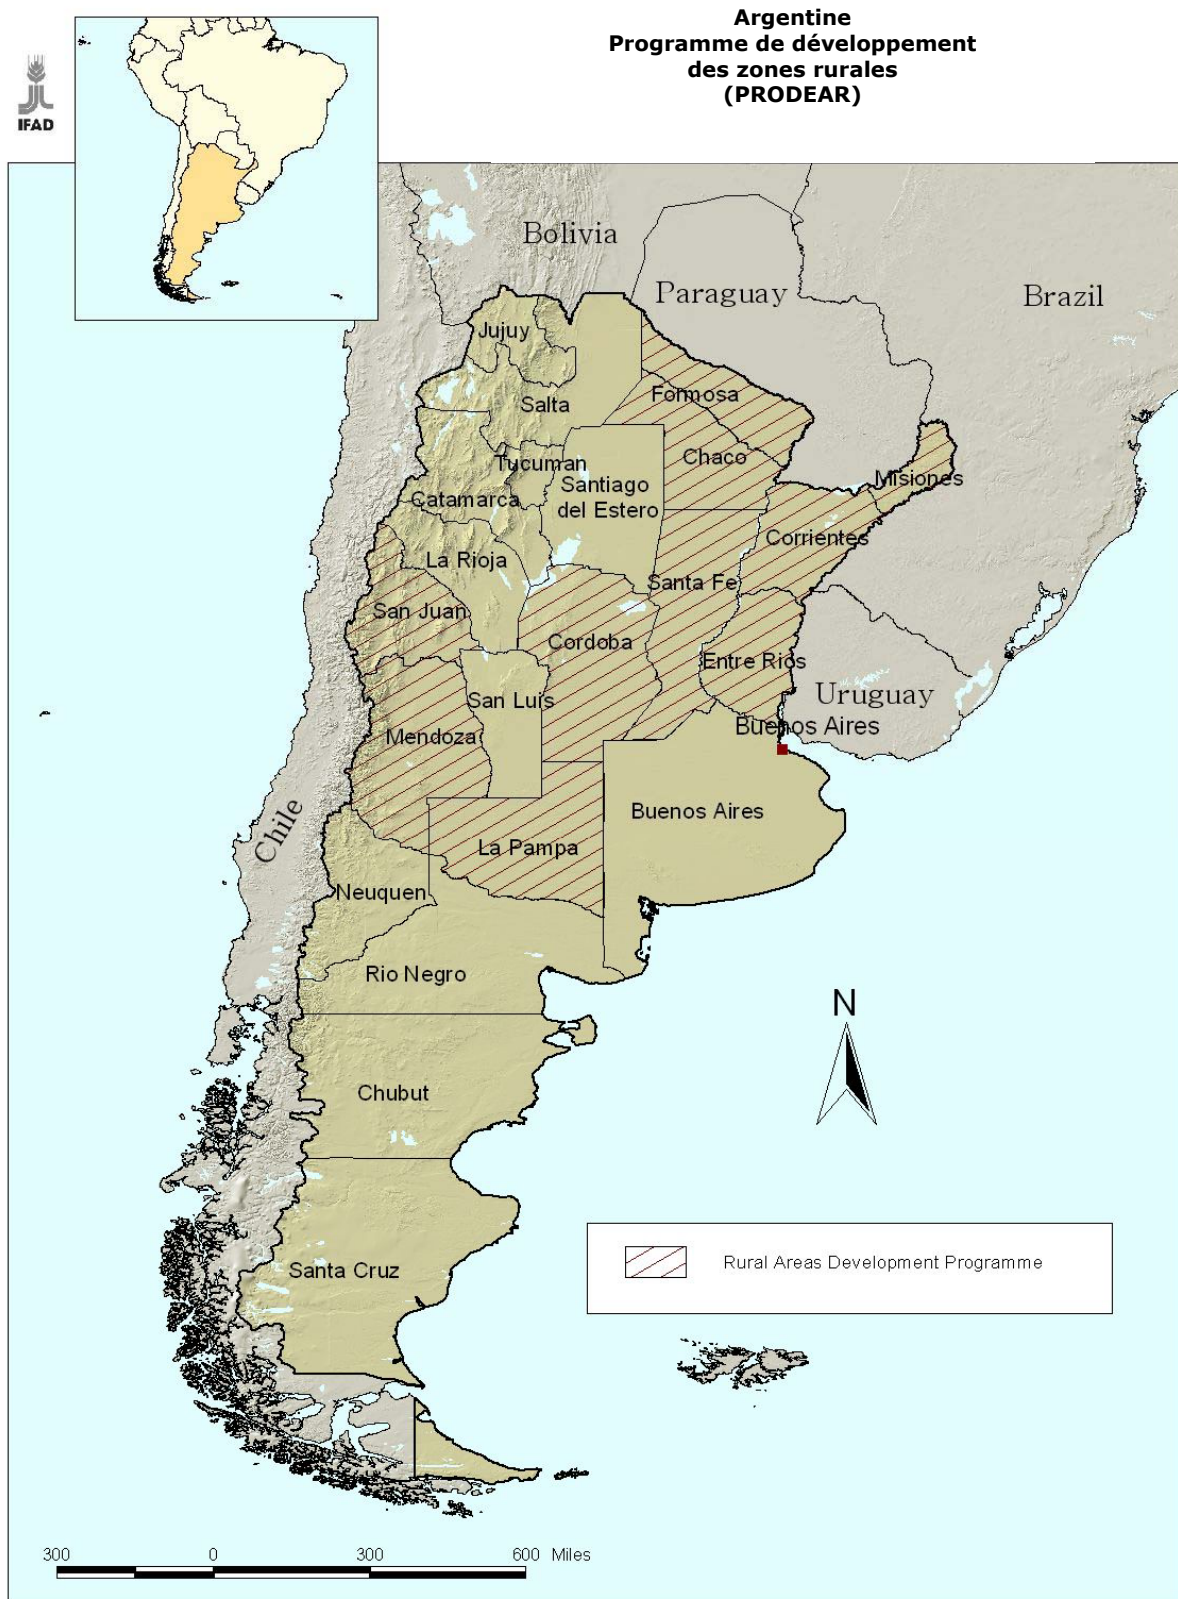 Argentine
Programme de développement
des zones rurales
(PRODEAR)
IFAD
Bolivia
Paraguay
Brazil
Jujuy
Formosa
Salta
Chaco
Tucuman
Misiones
Santiago
del Estero
Catamarca
Corrientes
La Rioja
Santa Fe
San Juan
Cordoba
Entre Rios
San Luis
Uruguay
Buenos Aires
Mendoza
Buenos Aires
Chile
La Pampa
Neuquen
Rio Negro
N
Chubut
Rural Areas Development Programme
Santa Cruz
300 0 300 600 Miles